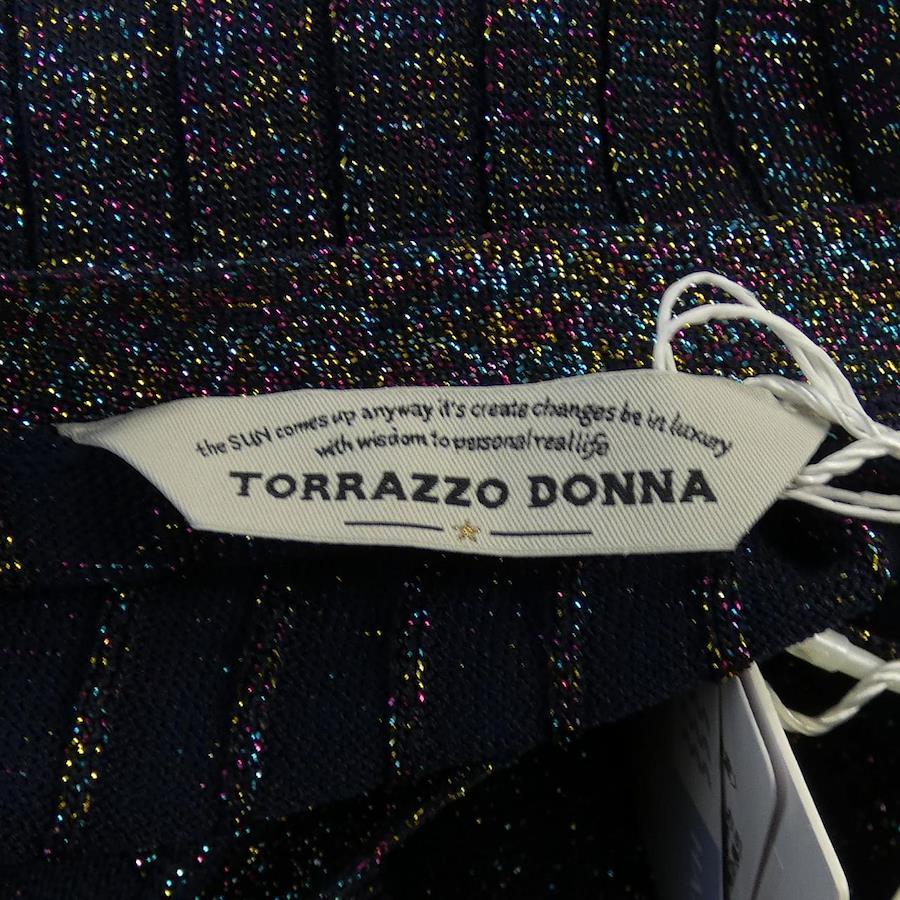 the SUN comes up anyway it's create changes be in luxury
with wisdom to personal real life
TORRAZZO DONNA